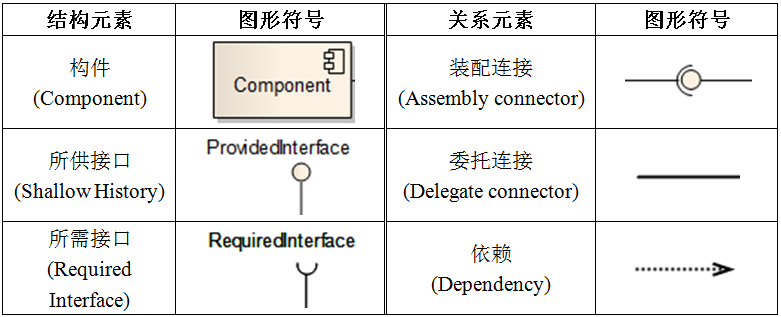 结构元素 图形符号 关系元素 图形符号
构件
(Component)
Component
装配连接
(Assembly connector)
所供接口
(Shallow History)
ProvidedInterface
委托连接
(Delegate connector)
所需接口
(Required
Interface)
RequiredInterface
依赖
(Dependency)